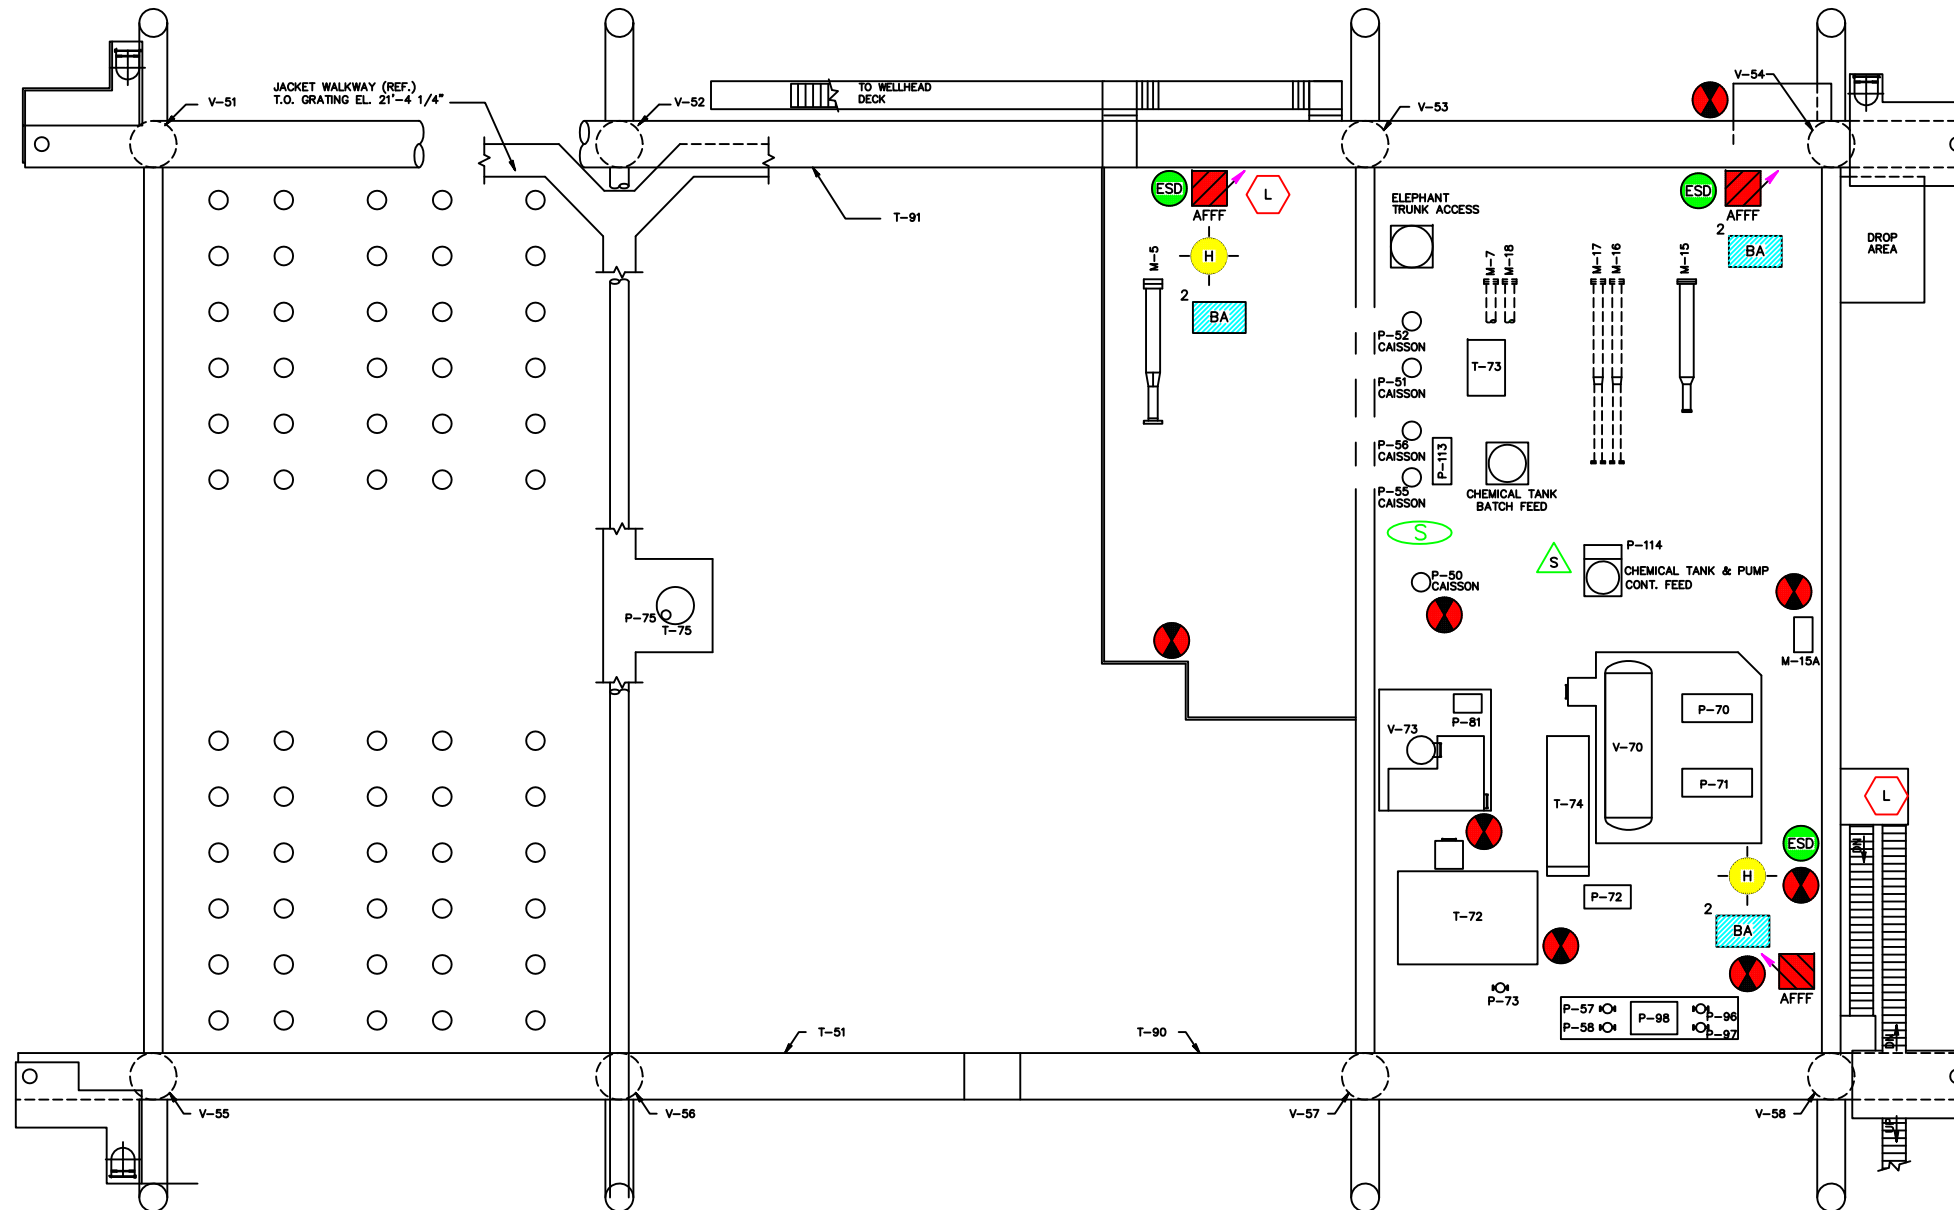 V-54
JACKET WALKWAY (REF.)
T.O. GRATING EL. 21'-4 1/4"
TO WELLHEAD
DECK
V-51
V-52
V-53
ESD
AFFF
L
ELEPHANT
TRUNK ACCESS
ESD
AFFF
T-91
2
BA
DROP
AREA
M-5
H
M-7
M-18
M-17
M-16
M-15
2
BA
P-52
CAISSON
T-73
P-51
CAISSON
P-56
CAISSON
P-113
P-55
CAISSON
CHEMICAL TANK
BATCH FEED
S
S
P-114
CHEMICAL TANK & PUMP
CONT. FEED
P-50
CAISSON
P-75
T-75
M-15A
P-81
V-73
P-70
V-70
P-71
T-74
L
ESD
DN
H
P-72
2
BA
T-72
AFFF
P-73
P-57
P-58
P-98
P-96
P-97
T-51
T-90
DN
V-55
V-56
V-57
V-58
UP